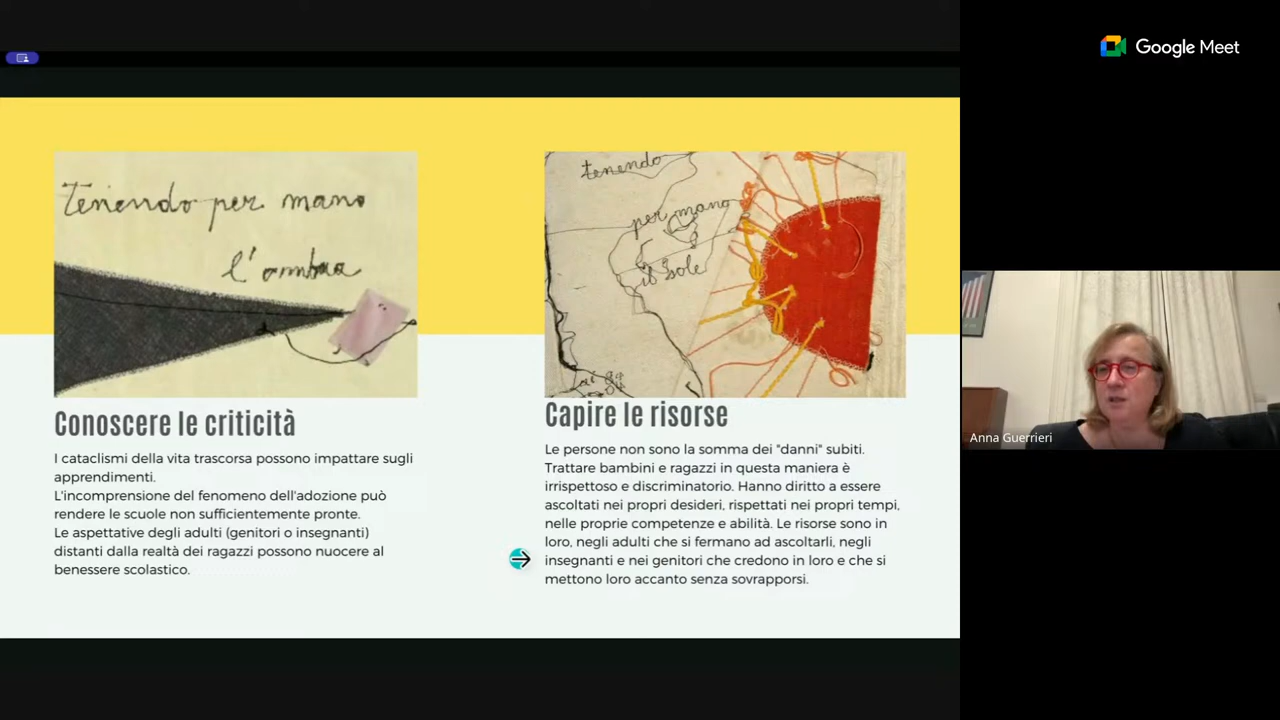 Google Meet
tenendo per mano
l'ombra
Conoscere le criticità
I cataclismi della vita trascorsa possono impattare sugli
apprendimenti.
L'incomprensione del fenomeno dell'adozione può
rendere le scuole non sufficientemente pronte.
Le aspettative degli adulti (genitori o insegnanti)
distanti dalla realtà dei ragazzi possono nuocere al
benessere scolastico.
tenendo
per mano
il sole
Capire le risorse
Le persone non sono la somma dei "danni" subiti.
Trattare bambini e ragazzi in questa maniera è
irrispettoso e discriminatorio. Hanno diritto a essere
ascoltati nei propri desideri, rispettati nei propri tempi,
nelle proprie competenze e abilità. Le risorse sono in
loro, negli adulti che si fermano ad ascoltarli, negli
insegnanti e nei genitori che credono in loro e che si
mettono loro accanto senza sovrapporsi.
Anna Guerrieri